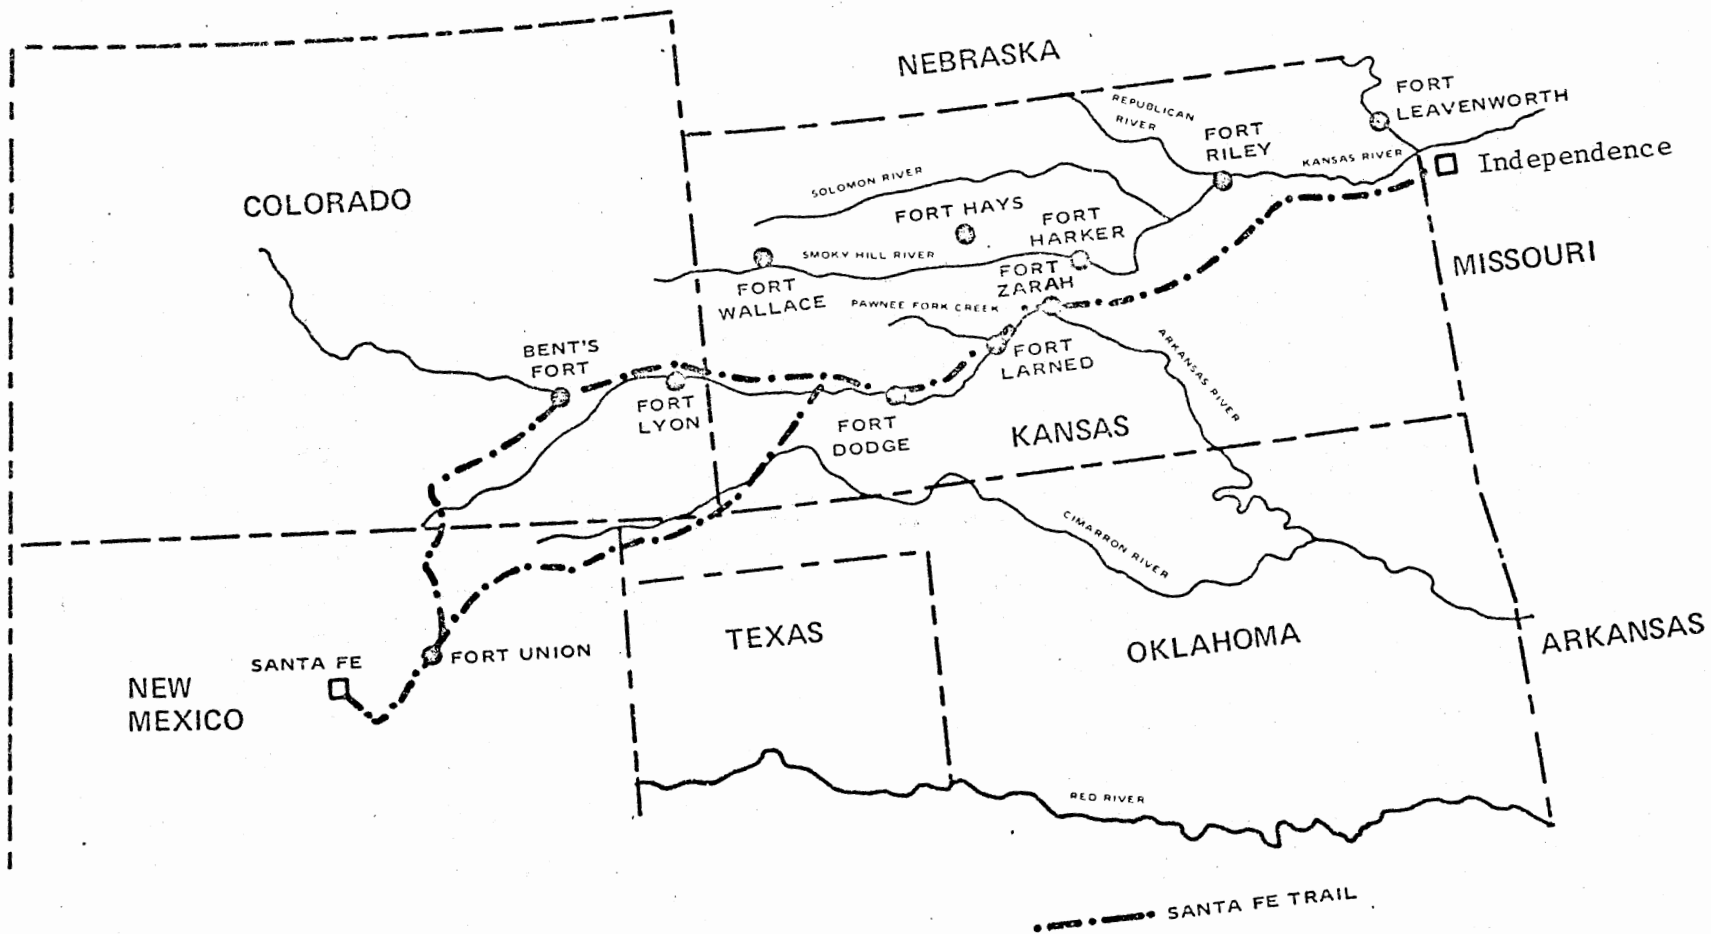 NEBRASKA
FORT
LEAVENWORTH
REPUBLICAN
RIVER
FORT
RILEY
KANSAS RIVER
Independence
COLORADO
SOLOMON RIVER
FORT HAYS
FORT
HARKER
SMOKY HILL RIVER
MISSOURI
FORT
WALLACE
FORT
ZARAH
PAWNEE FORK CREEK
BENT'S
FORT
FORT
LARNED
ARKANSAS RIVER
FORT
LYON
FORT
DODGE
KANSAS
CIMARRON RIVER
TEXAS
OKLAHOMA
ARKANSAS
SANTA FE
FORT UNION
NEW
MEXICO
RED RIVER
SANTA FE TRAIL